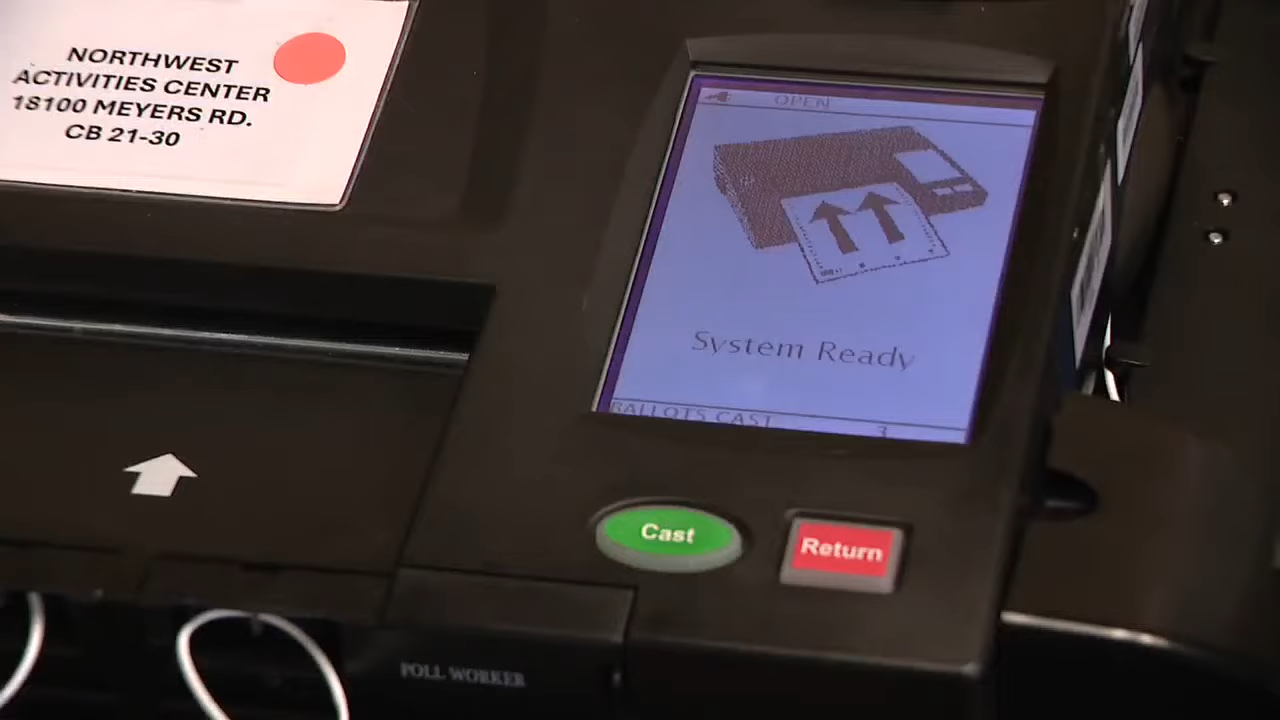 NORTHWEST
ACTIVITIES CENTER
18100 MEYERS RD.
CB 21-30
OPEN
System Ready
BALLOTS CAST 3
Cast
Return
POLL WORKER